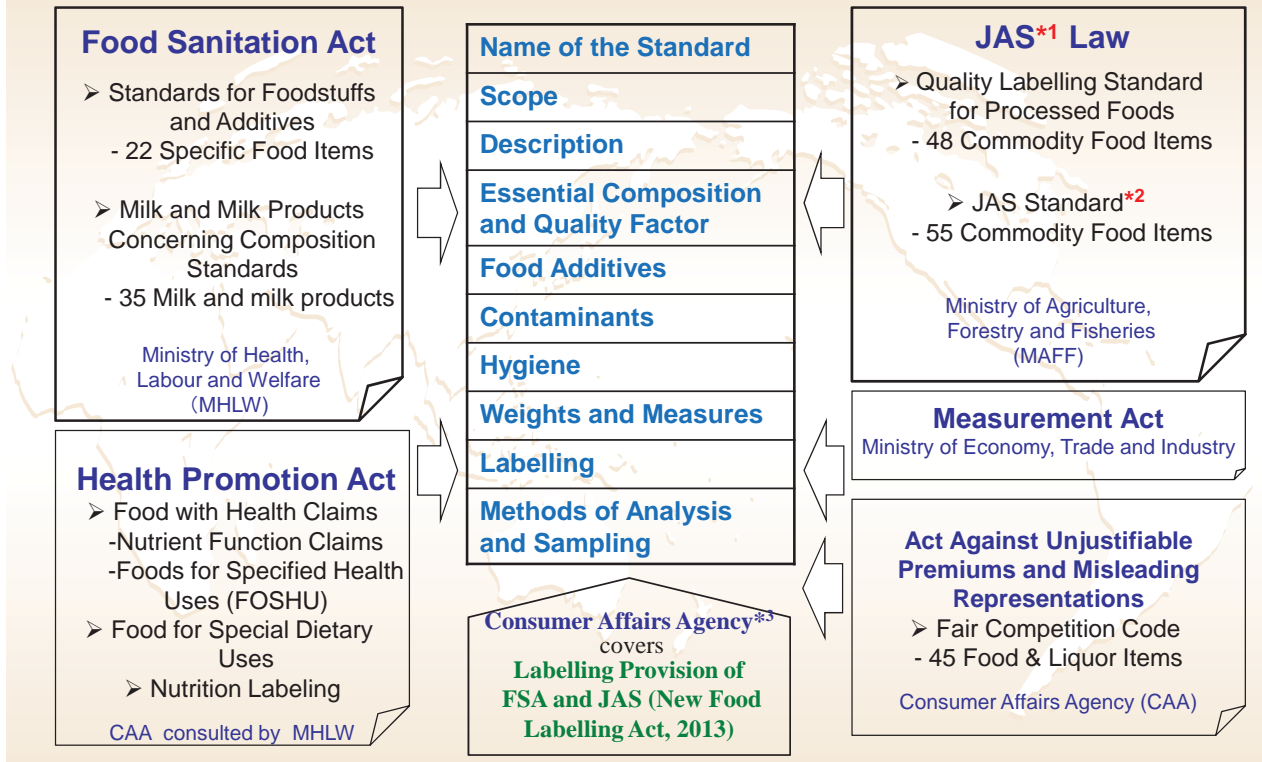 Food Sanitation Act
➢ Standards for Foodstuffs
and Additives
- 22 Specific Food Items
➢ Milk and Milk Products
Concerning Composition
Standards
- 35 Milk and milk products
Ministry of Health,
Labour and Welfare
(MHLW)
Health Promotion Act
➢ Food with Health Claims
-Nutrient Function Claims
-Foods for Specified Health
Uses (FOSHU)
➢ Food for Special Dietary
Uses
➢ Nutrition Labeling
CAA consulted by MHLW
Name of the Standard
Scope
Description
Essential Composition
and Quality Factor
Food Additives
Contaminants
Hygiene
Weights and Measures
Labelling
Methods of Analysis
and Sampling
Consumer Affairs Agency*3
covers
Labelling Provision of
FSA and JAS (New Food
Labelling Act, 2013)
JAS*1 Law
➢ Quality Labelling Standard
for Processed Foods
- 48 Commodity Food Items
➢ JAS Standard*2
- 55 Commodity Food Items
Ministry of Agriculture,
Forestry and Fisheries
(MAFF)
Measurement Act
Ministry of Economy, Trade and Industry
Act Against Unjustifiable
Premiums and Misleading
Representations
➢ Fair Competition Code
- 45 Food & Liquor Items
Consumer Affairs Agency (CAA)